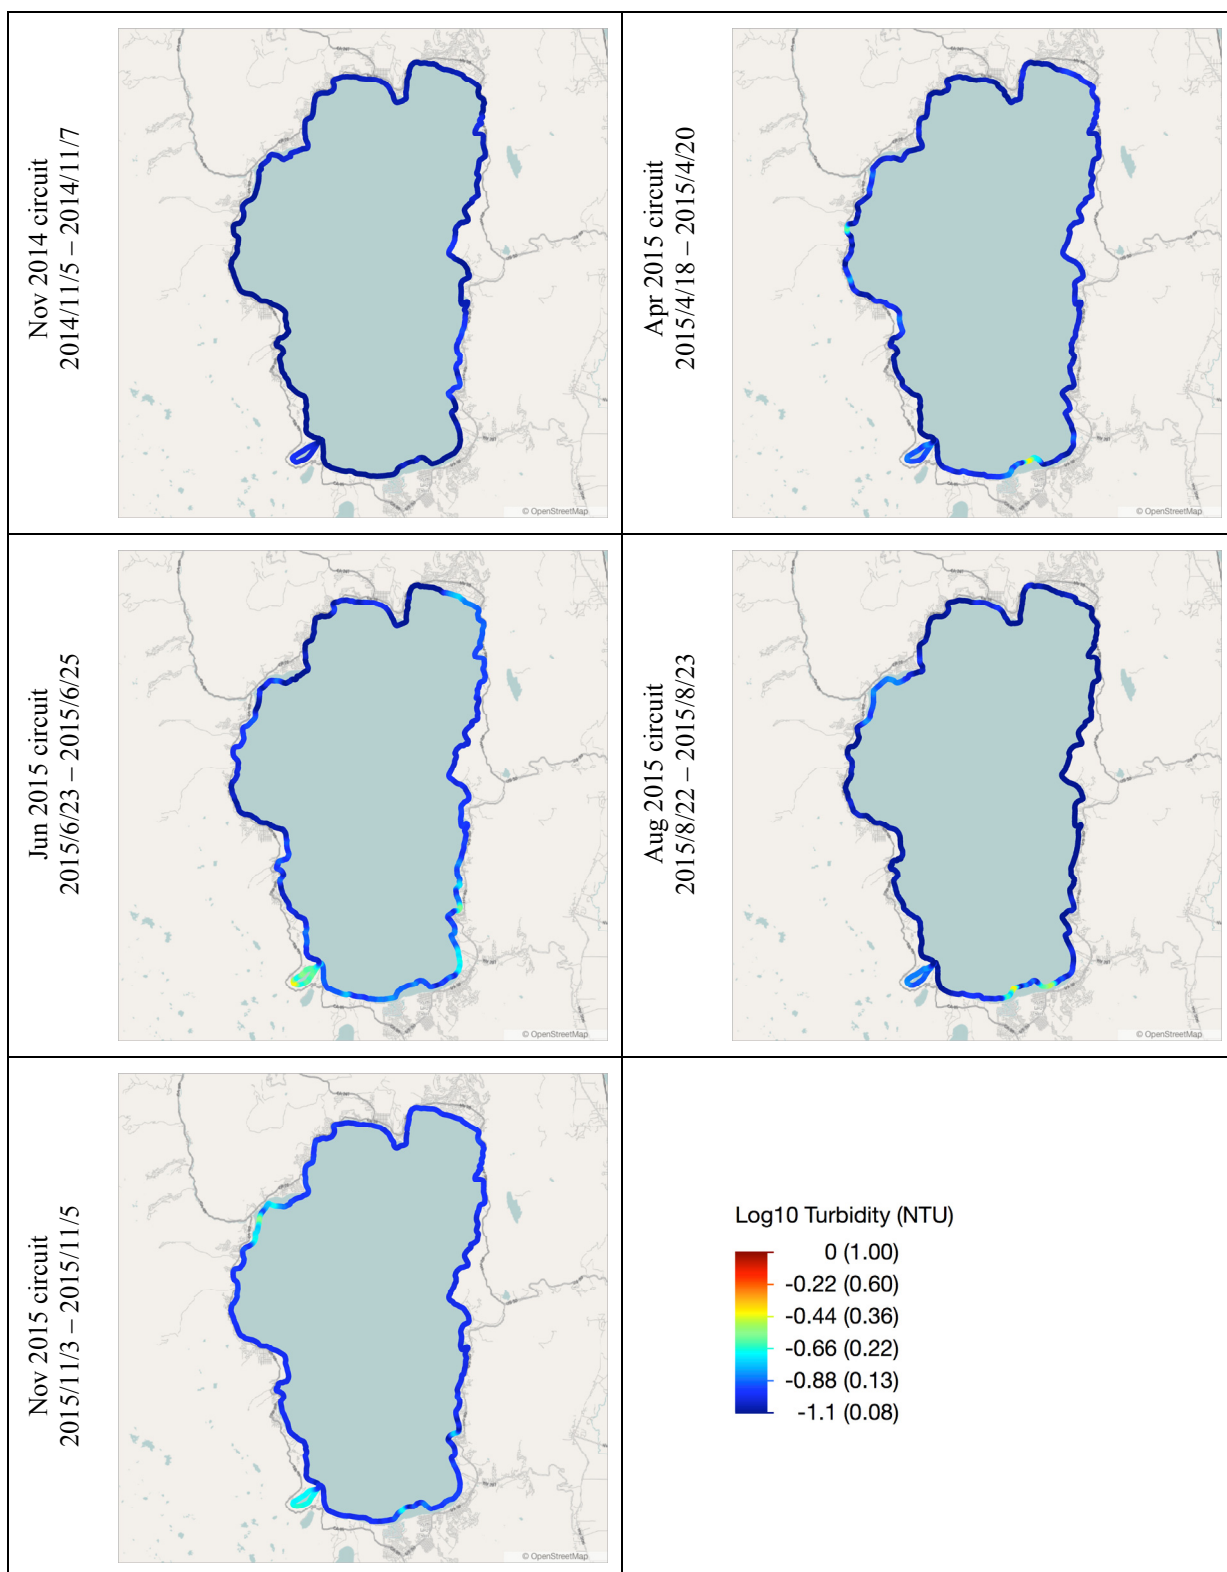 Nov 2014 circuit
2014/11/5 – 2014/11/7
© OpenStreetMap
Apr 2015 circuit
2015/4/18 – 2015/4/20
© OpenStreetMap
Jun 2015 circuit
2015/6/23 – 2015/6/25
© OpenStreetMap
Aug 2015 circuit
2015/8/22 – 2015/8/23
© OpenStreetMap
Nov 2015 circuit
2015/11/3 – 2015/11/5
© OpenStreetMap
Log10 Turbidity (NTU)
0 (1.00)
-0.22 (0.60)
-0.44 (0.36)
-0.66 (0.22)
-0.88 (0.13)
-1.1 (0.08)